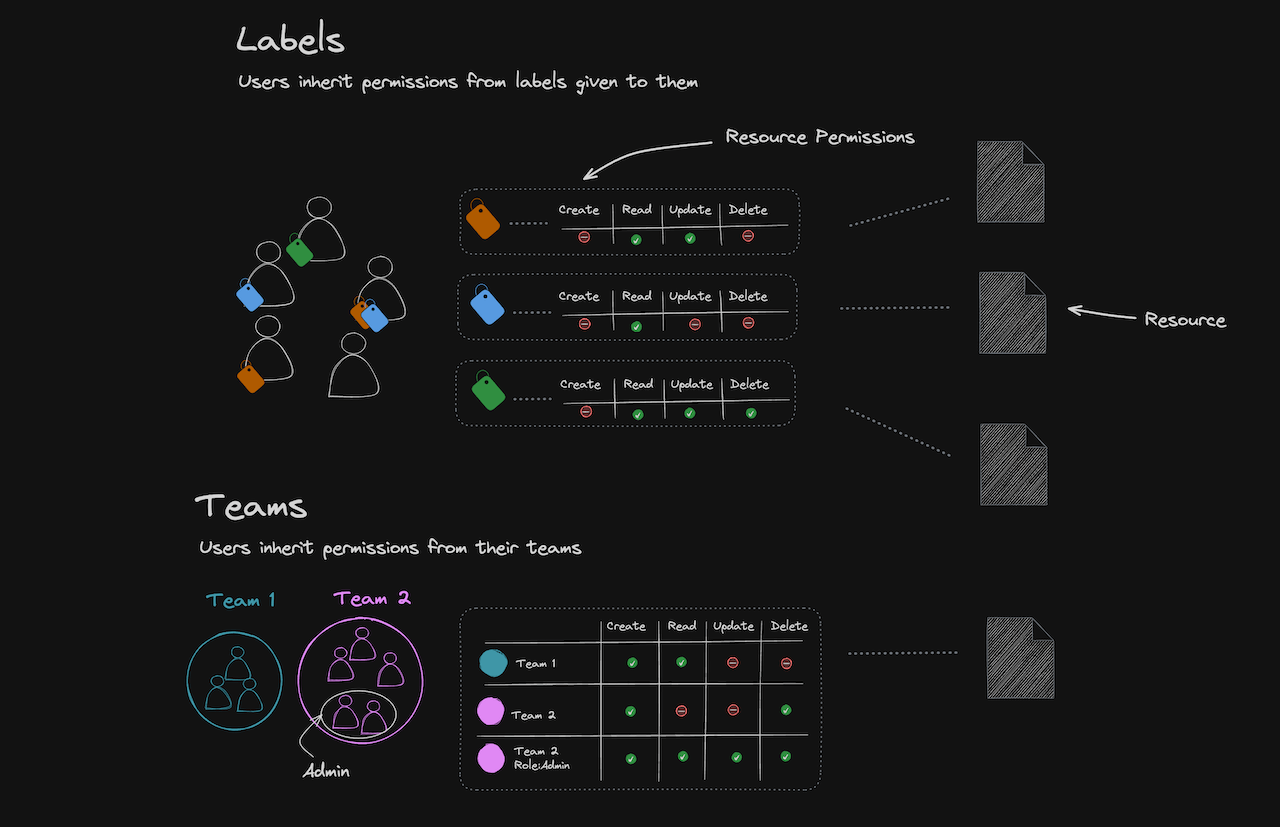 Labels
Users inherit permissions from labels given to them
Resource Permissions
Create Read Update Delete
Create Read Update Delete
Resource
Create Read Update Delete
Teams
Users inherit permissions from their teams
Team 1 Team 2
Create Read Update Delete
Team 1
Team 2
Team 2
Role:Admin
Admin